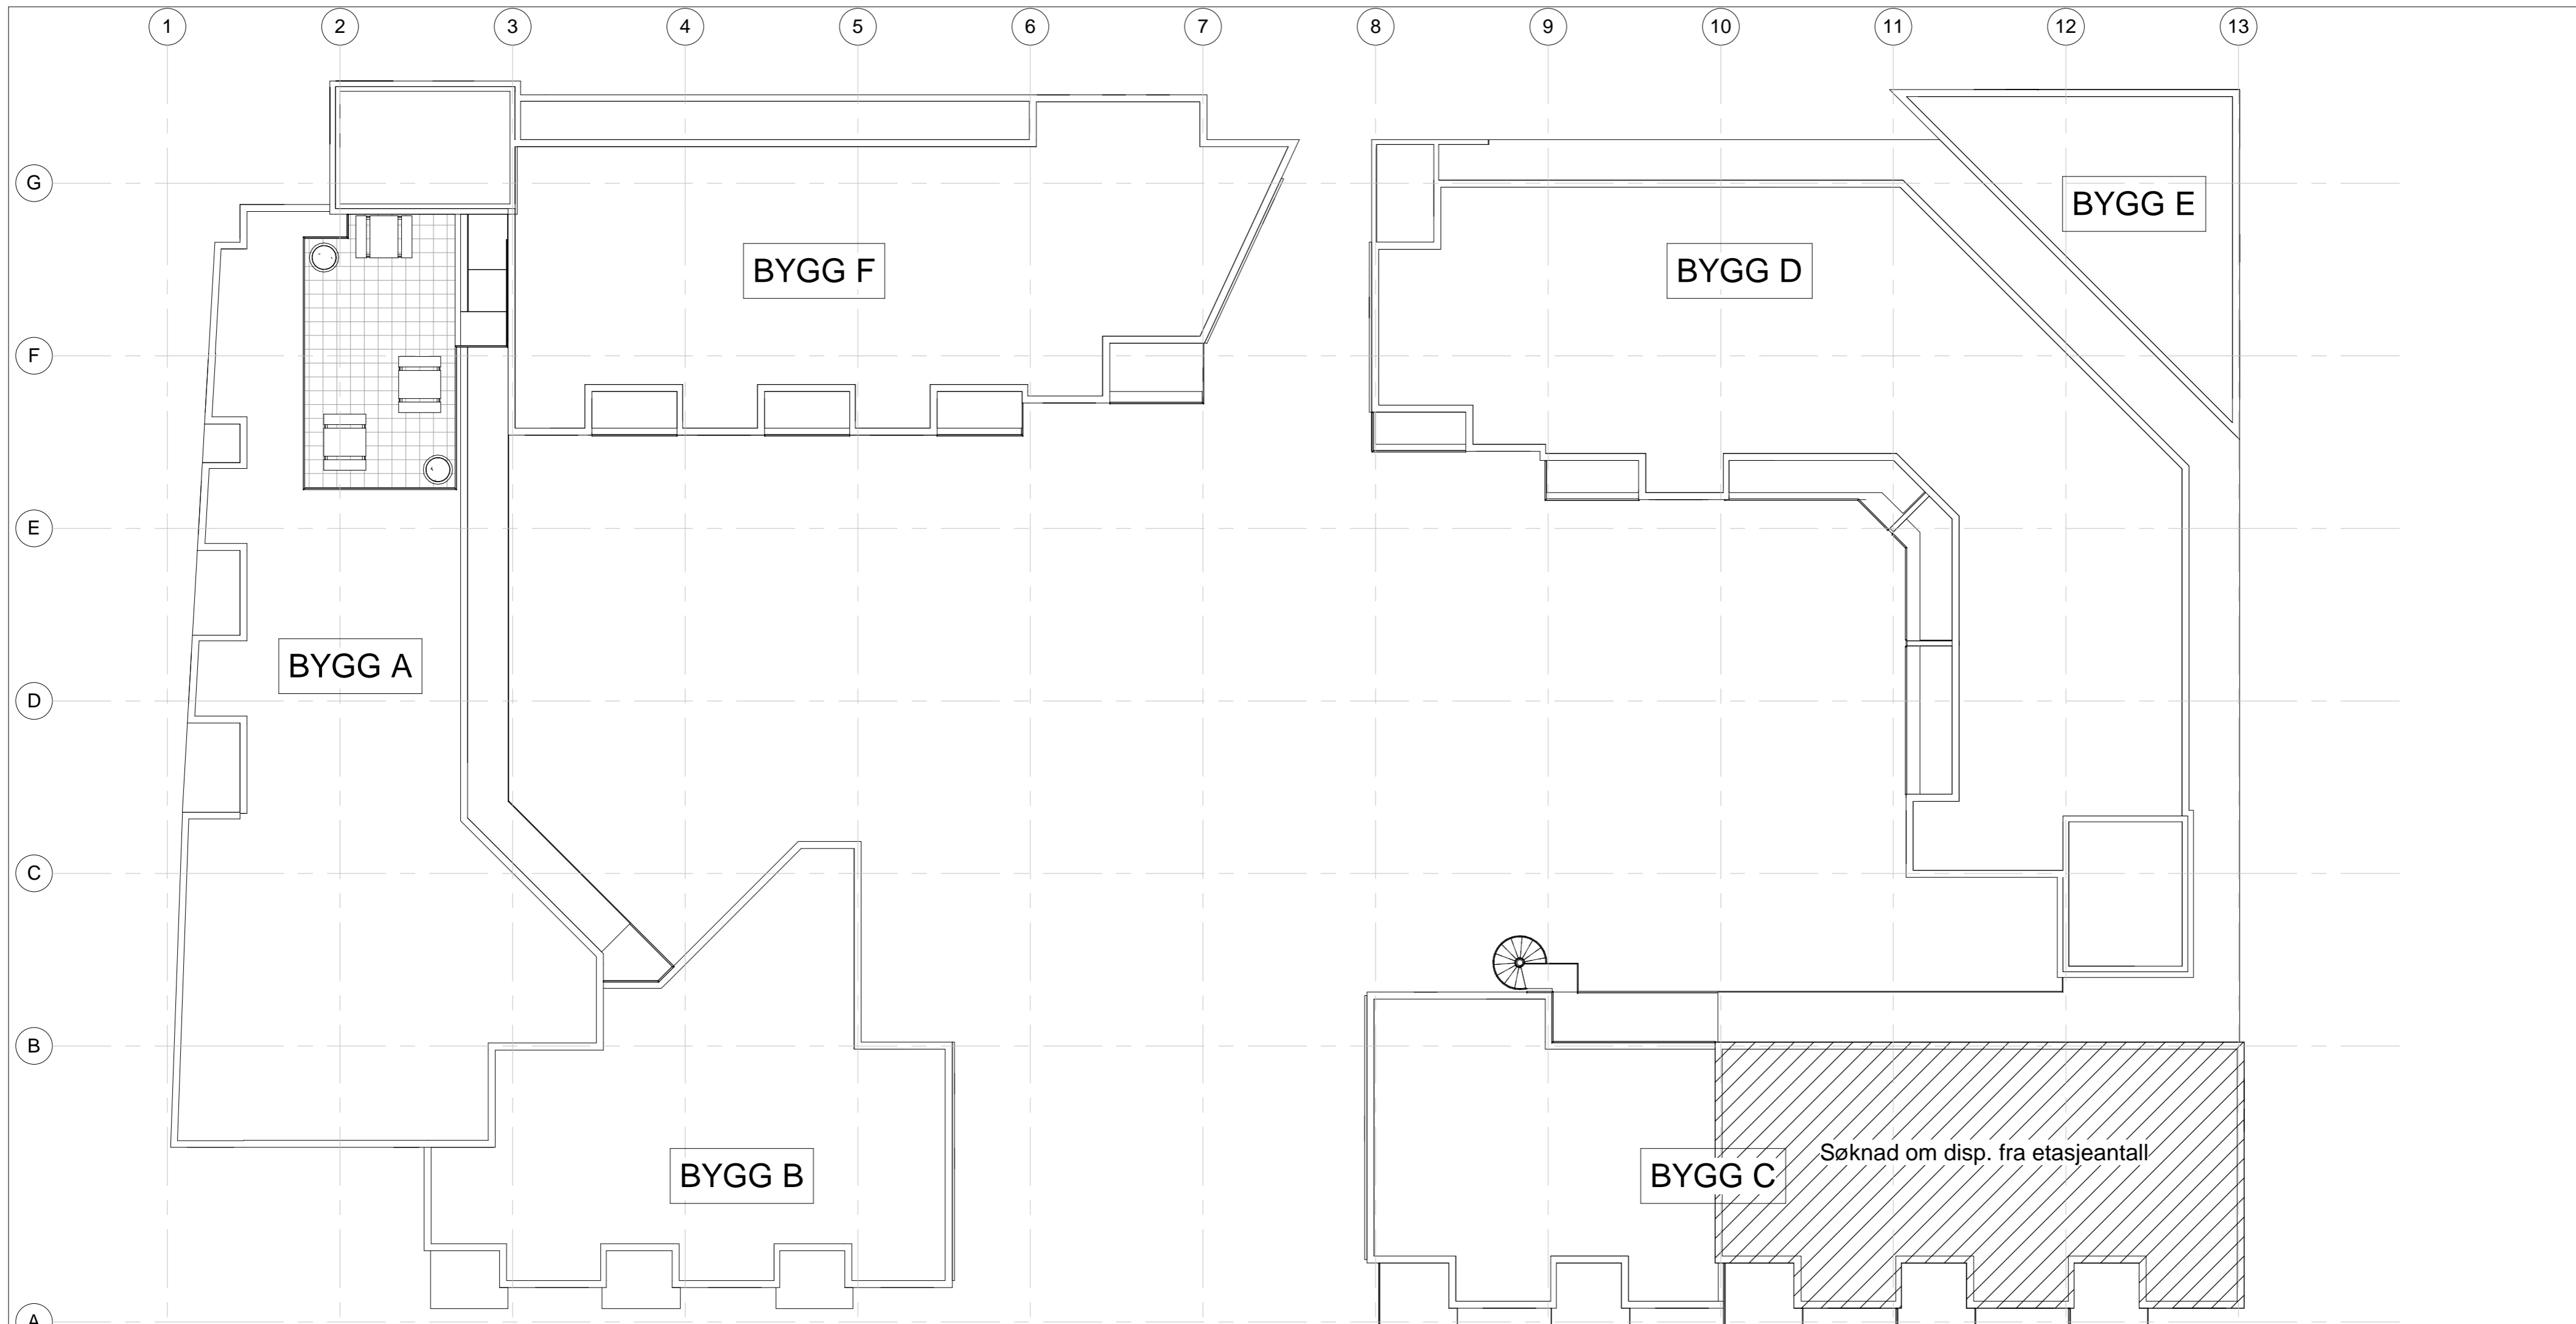 1 2 3 4 5 6 7 8 9 10 11 12 13
G
BYGG E
BYGG F
BYGG D
F
E
BYGG A
D
C
B
Søknad om disp. fra etasjeantall
BYGG B
BYGG C
A